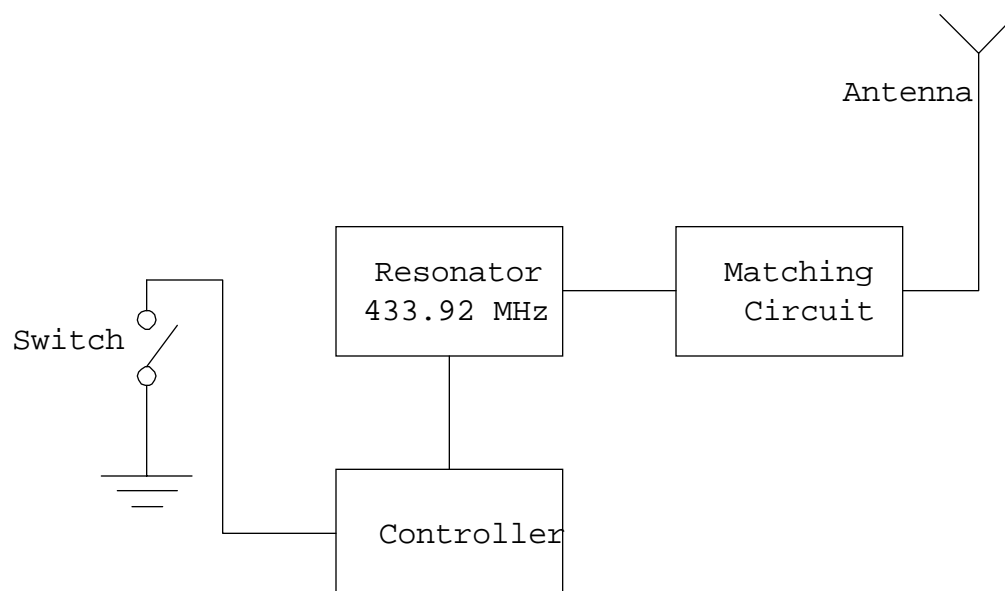 Antenna
Resonator
433.92 MHz
Matching
Circuit
Switch
Controller